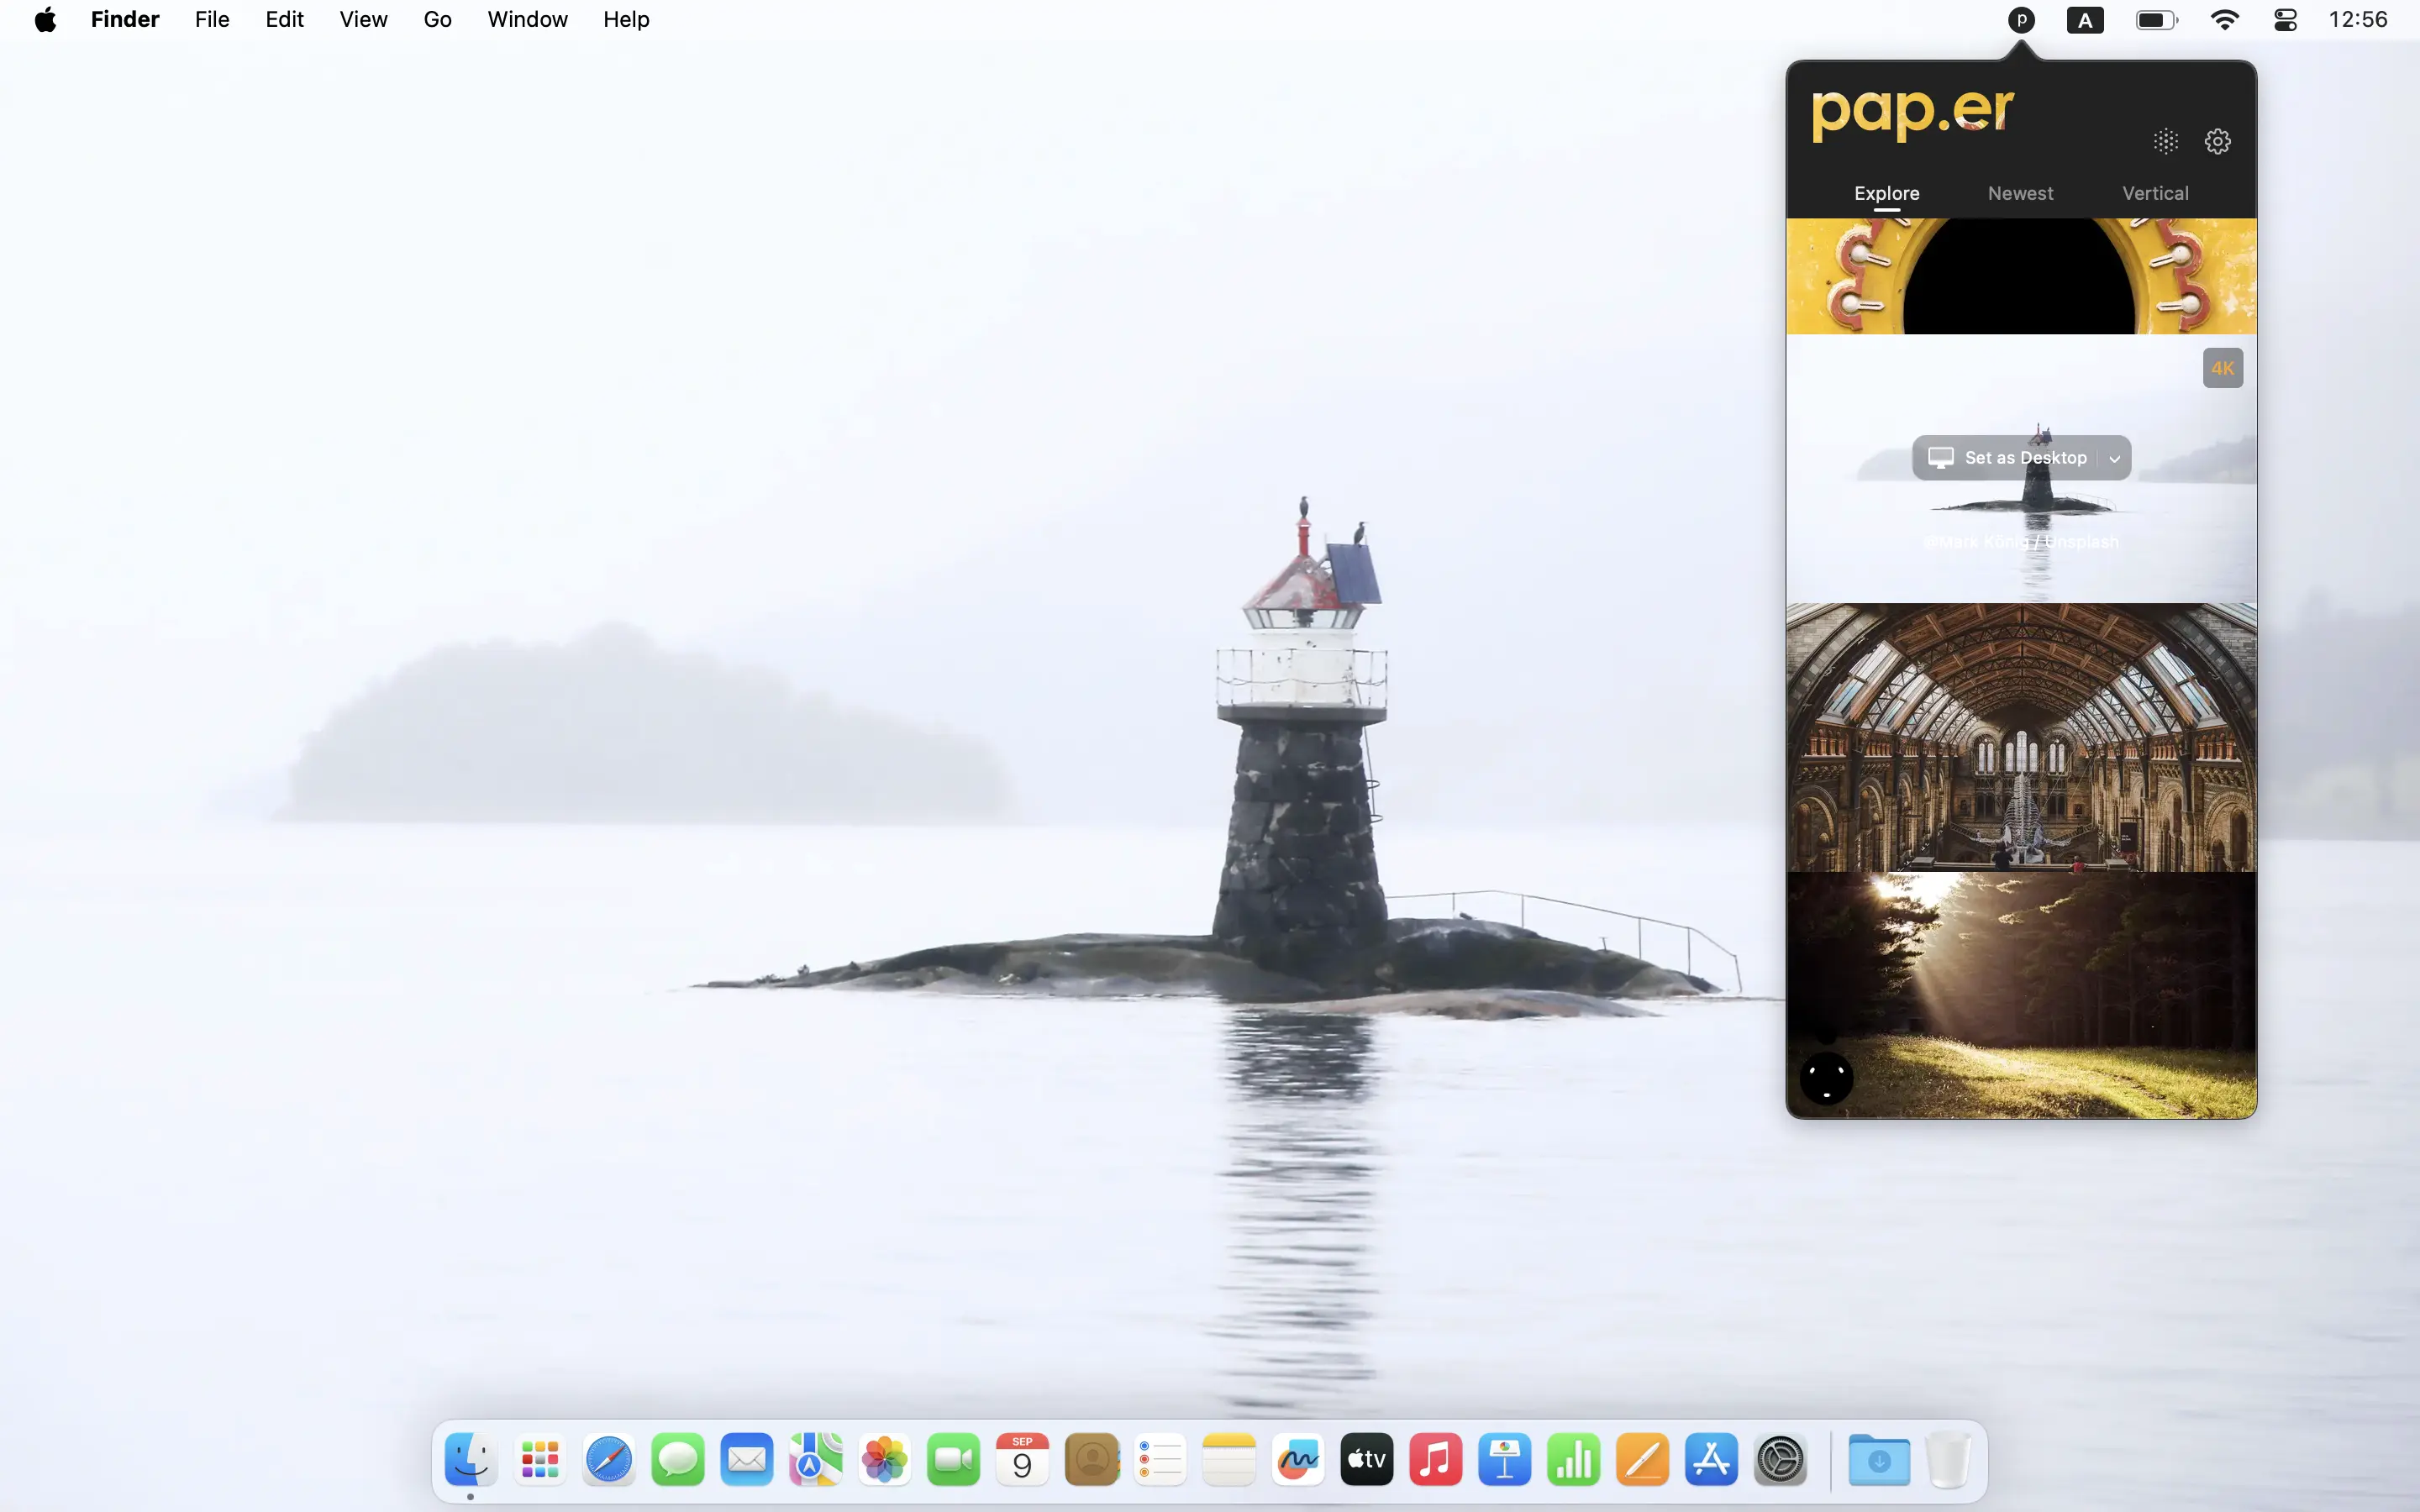 Finder File Edit View Go Window Help
p A 12:56
pap.er
Explore Newest Vertical
4K
Set as Desktop
@Mark König / Unsplash
SEP
9
tv